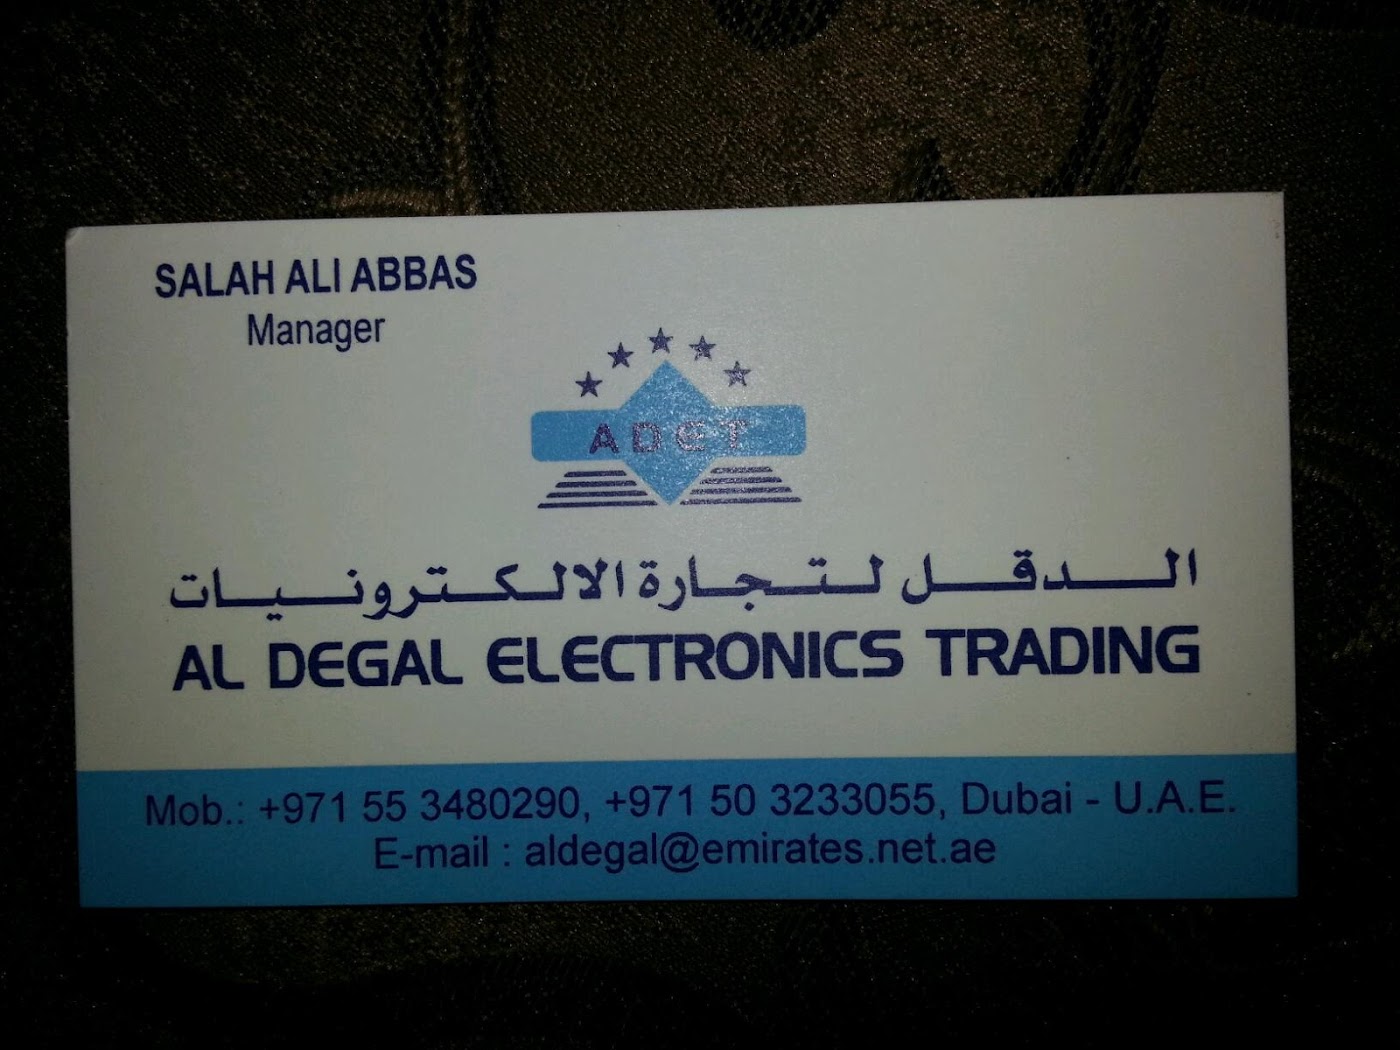 SALAH ALI ABBAS
Manager
ADET
الدقل لتجارة الالكترونيات
AL DEGAL ELECTRONICS TRADING
Mob.: +971 55 3480290, +971 50 3233055, Dubai - U.A.E.
E-mail : aldegal@emirates.net.ae